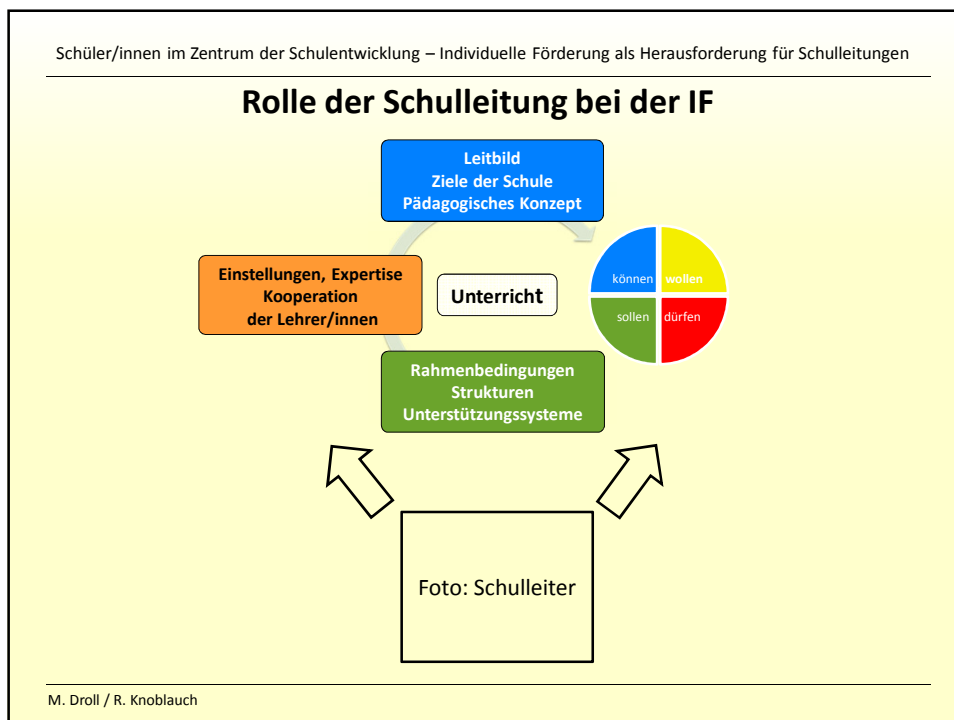 Schüler/innen im Zentrum der Schulentwicklung – Individuelle Förderung als Herausforderung für Schulleitungen
Rolle der Schulleitung bei der IF
Leitbild
Ziele der Schule
Pädagogisches Konzept
Einstellungen, Expertise
Kooperation
der Lehrer/innen
Unterricht
können wollen
sollen dürfen
Rahmenbedingungen
Strukturen
Unterstützungssysteme
Foto: Schulleiter
M. Droll / R. Knoblauch